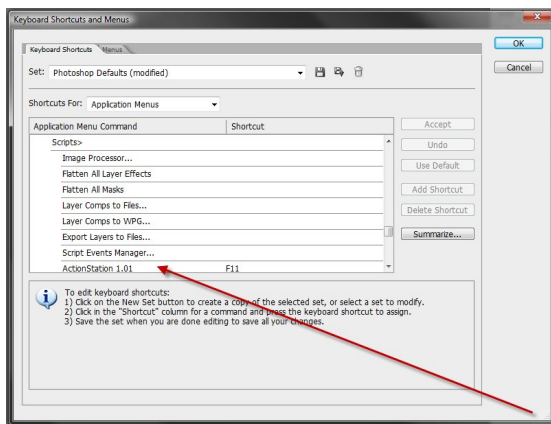 Keyboard Shortcuts and Menus
Keyboard Shortcuts Menus
OK
Cancel
Set: Photoshop Defaults (modified)
Shortcuts For: Application Menus
Application Menu Command Shortcut
Scripts>
Image Processor...
Flatten All Layer Effects
Flatten All Masks
Layer Comps to Files...
Layer Comps to WPG...
Export Layers to Files...
Script Events Manager...
ActionStation 1.01 F11
Accept
Undo
Use Default
Add Shortcut
Delete Shortcut
Summarize...
To edit keyboard shortcuts:
1) Click on the New Set button to create a copy of the selected set, or select a set to modify.
2) Click in the "Shortcut" column for a command and press the keyboard shortcut to assign.
3) Save the set when you are done editing to save all your changes.